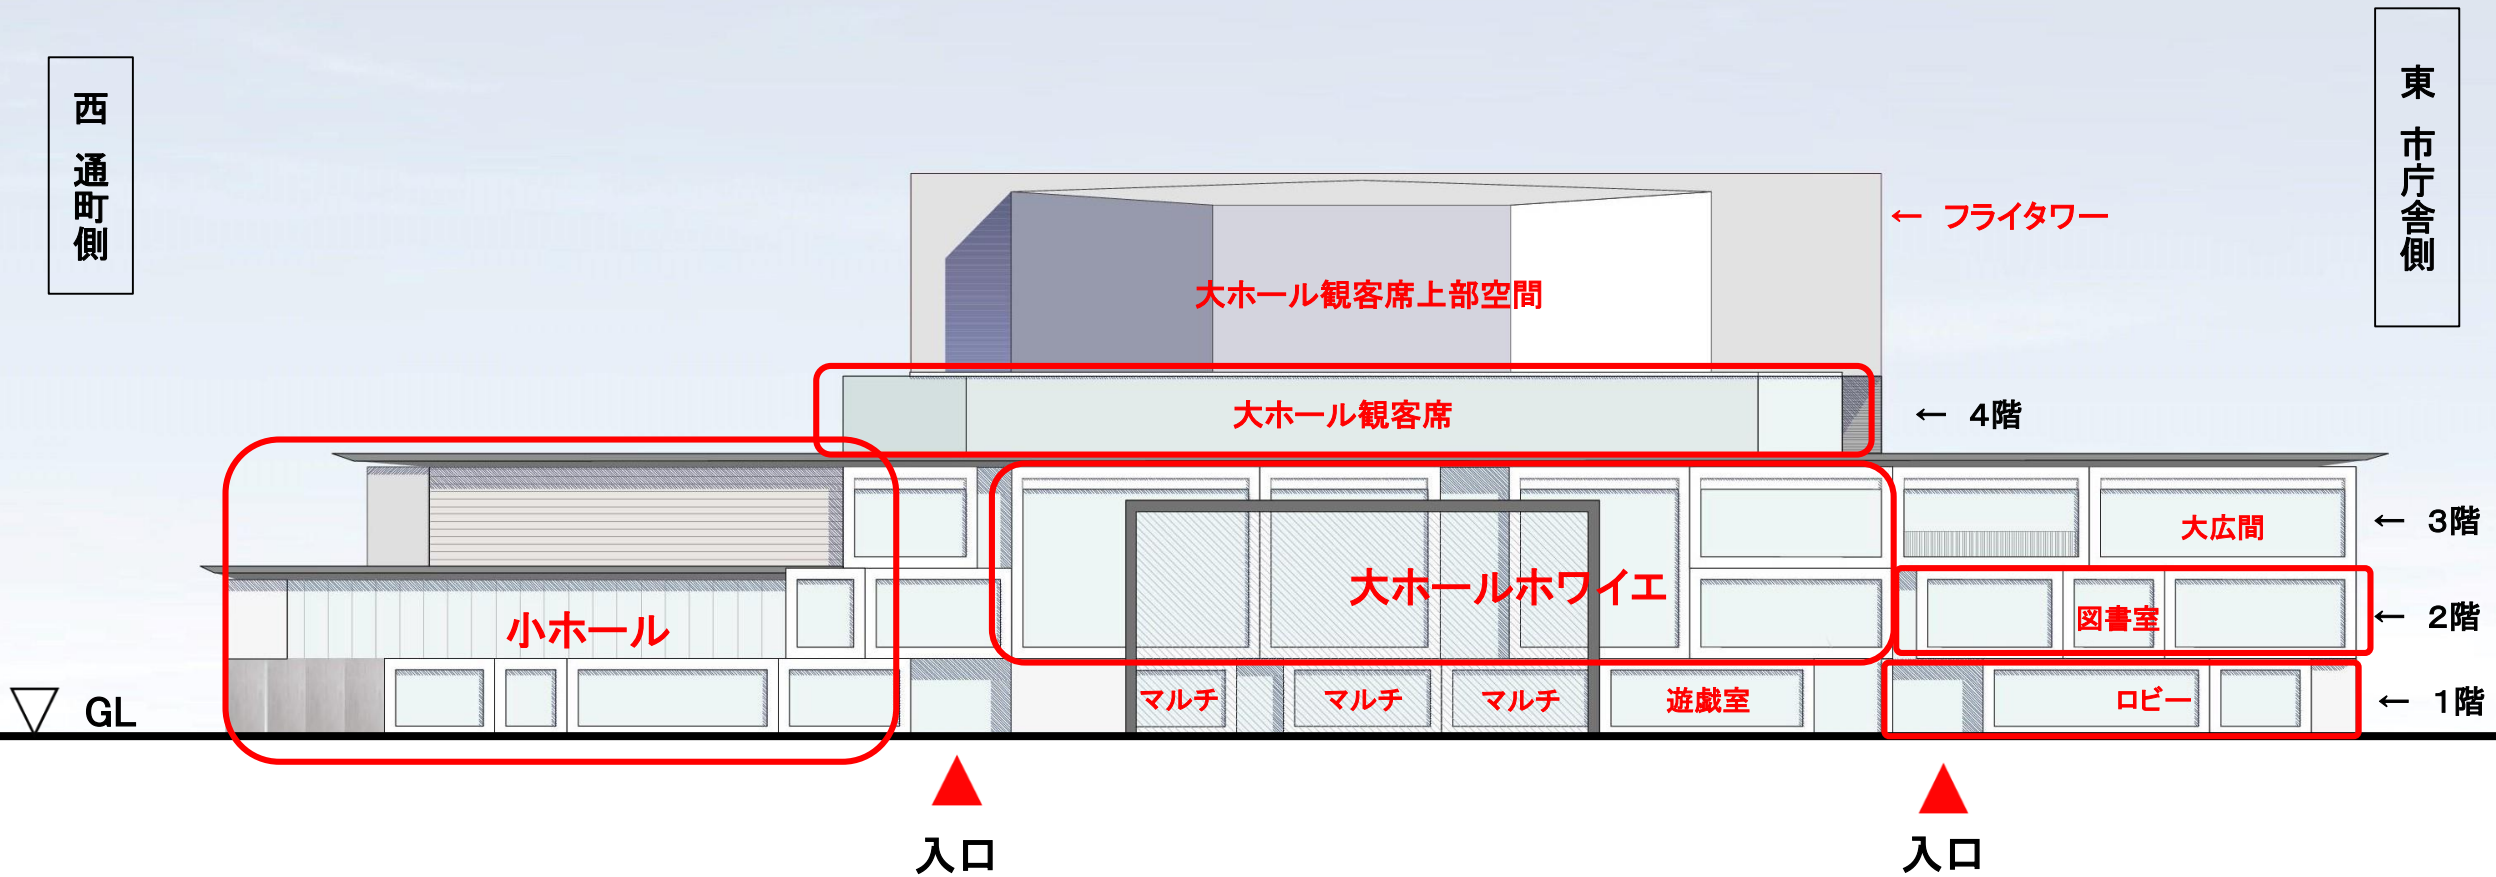 西 通町側
東 市庁舎側
← フライタワー
大ホール観客席上部空間
大ホール観客席
← 4階
← 3階
大広間
大ホールホワイエ
小ホール
図書室
← 2階
マルチ
マルチ
マルチ
遊戯室
ロビー
← 1階
GL
入口
入口